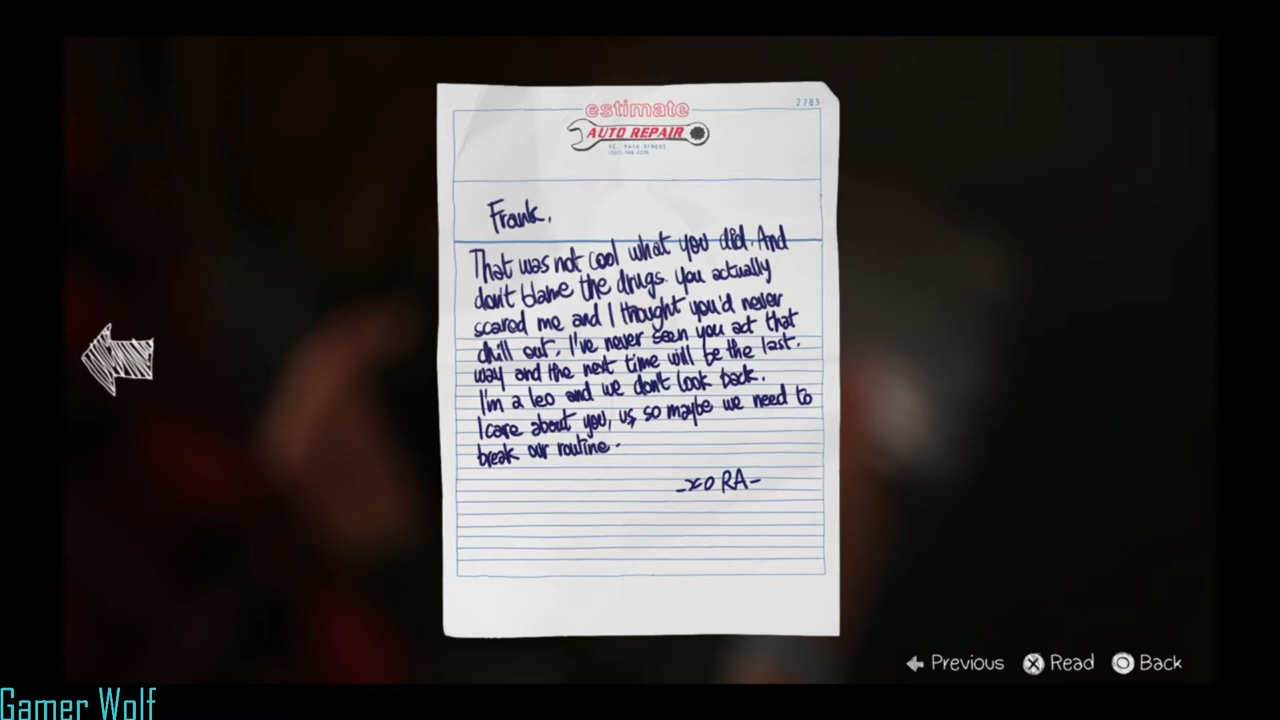 2783
estimate
AUTO REPAIR
Frank,
That was not cool what you did. And
don't blame the drugs. You actually
scared me and I thought you'd never
chill out. I've never seen you act that
way and the next time will be the last.
I'm a leo and we don't look back.
I care about you, us, so maybe we need to
break our routine.
-xo RA-
Previous
Read
Back
Gamer Wolf